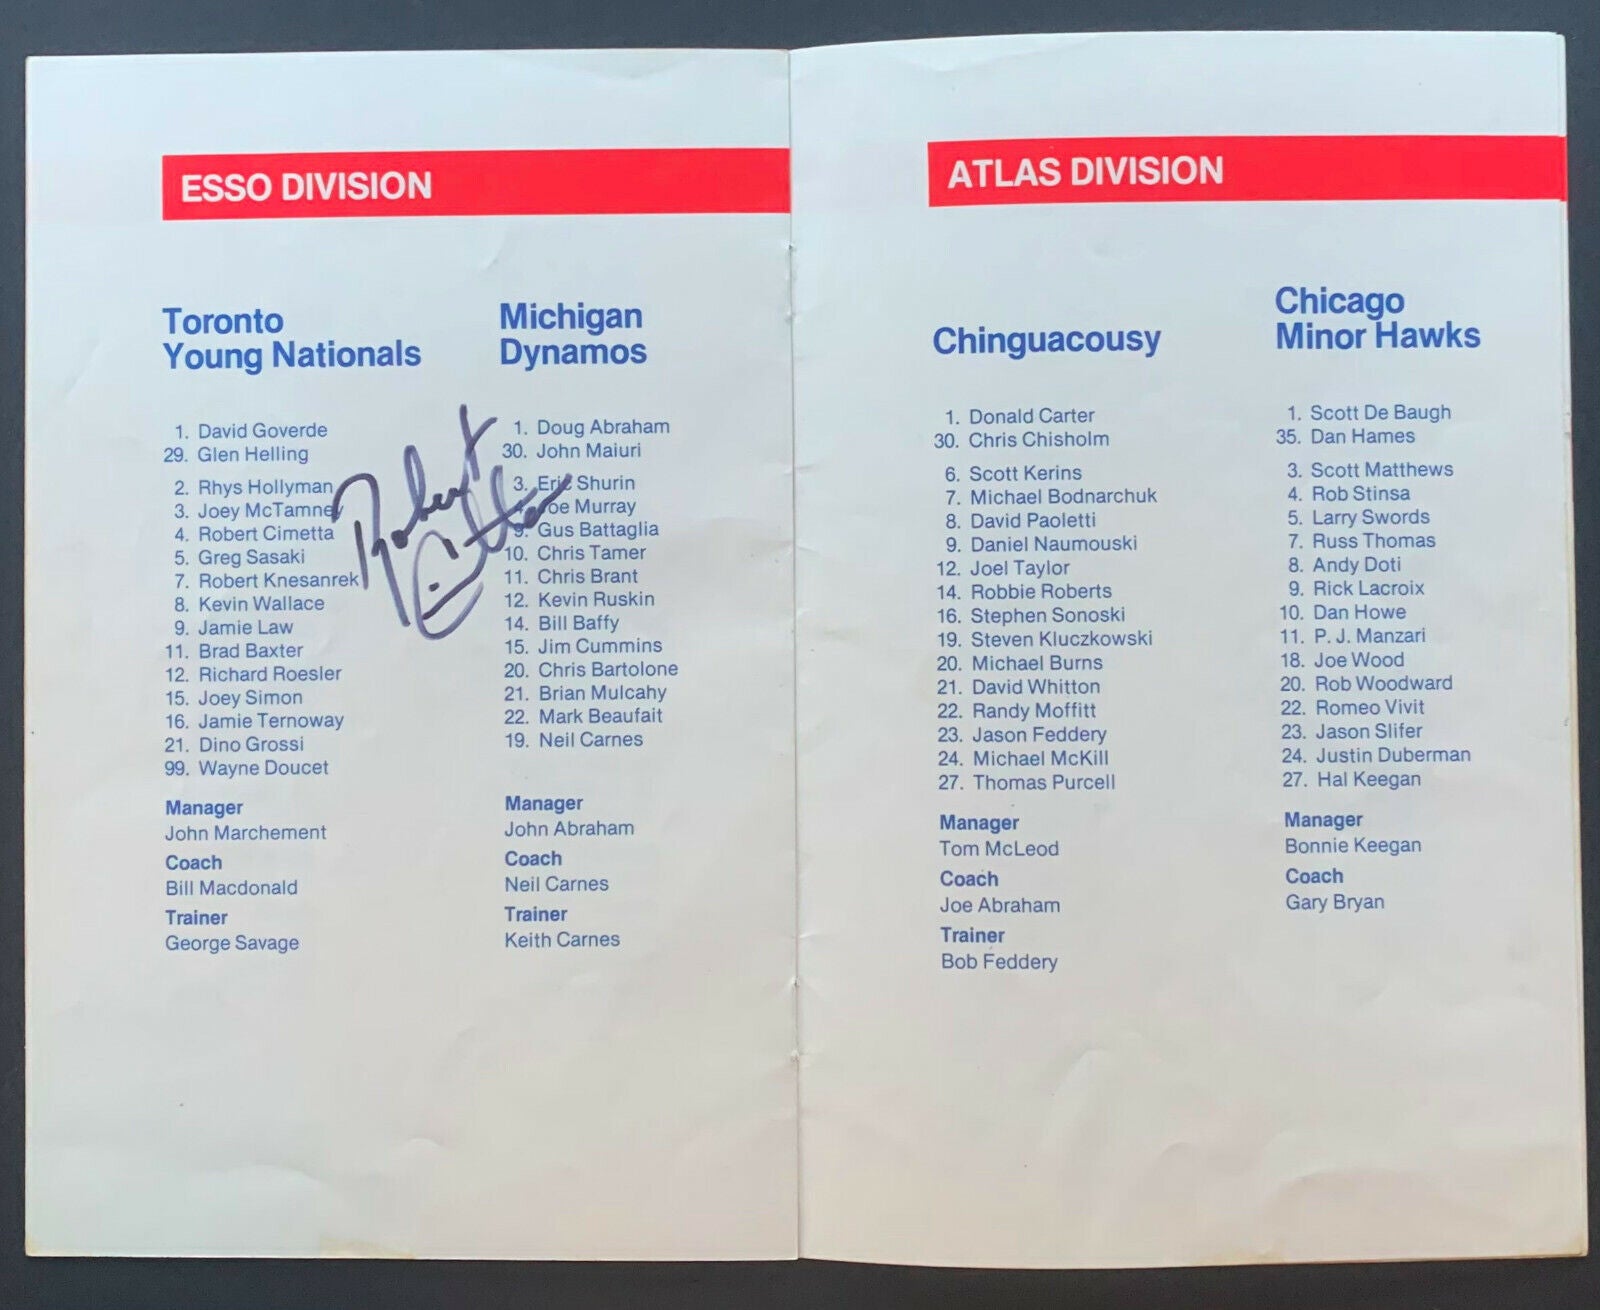 ESSO DIVISION
Toronto
Young Nationals
1. David Goverde
29. Glen Helling
2. Rhys Hollyman
3. Joey McTamney
4. Robert Cimetta
5. Greg Sasaki
7. Robert Knesanrek
8. Kevin Wallace
9. Jamie Law
11. Brad Baxter
12. Richard Roesler
15. Joey Simon
16. Jamie Ternoway
21. Dino Grossi
99. Wayne Doucet
Manager
John Marchement
Coach
Bill Macdonald
Trainer
George Savage
Robert
Cimetta
Michigan
Dynamos
1. Doug Abraham
30. John Maiuri
3. Eric Shurin
4. Joe Murray
9. Gus Battaglia
10. Chris Tamer
11. Chris Brant
12. Kevin Ruskin
14. Bill Baffy
15. Jim Cummins
20. Chris Bartolone
21. Brian Mulcahy
22. Mark Beaufait
19. Neil Carnes
Manager
John Abraham
Coach
Neil Carnes
Trainer
Keith Carnes
ATLAS DIVISION
Chinguacousy
1. Donald Carter
30. Chris Chisholm
6. Scott Kerins
7. Michael Bodnarchuk
8. David Paoletti
9. Daniel Naumouski
12. Joel Taylor
14. Robbie Roberts
16. Stephen Sonoski
19. Steven Kluczkowski
20. Michael Burns
21. David Whitton
22. Randy Moffitt
23. Jason Feddery
24. Michael McKill
27. Thomas Purcell
Manager
Tom McLeod
Coach
Joe Abraham
Trainer
Bob Feddery
Chicago
Minor Hawks
1. Scott De Baugh
35. Dan Hames
3. Scott Matthews
4. Rob Stinsa
5. Larry Swords
7. Russ Thomas
8. Andy Doti
9. Rick Lacroix
10. Dan Howe
11. P. J. Manzari
18. Joe Wood
20. Rob Woodward
22. Romeo Vivit
23. Jason Slifer
24. Justin Duberman
27. Hal Keegan
Manager
Bonnie Keegan
Coach
Gary Bryan